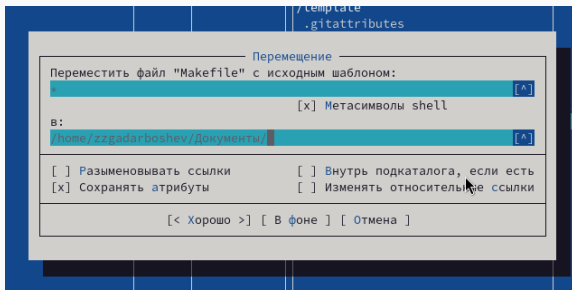 /template
.gitattributes
Перемещение
Переместить файл "Makefile" с исходным шаблоном:
* [^]
[x] Метасимволы shell
в:
/home/zzgadarboshev/Документы/ [^]
[ ] Разыменовывать ссылки [ ] Внутрь подкаталога, если есть
[x] Сохранять атрибуты [ ] Изменять относительные ссылки
[< Хорошо >] [ В фоне ] [ Отмена ]